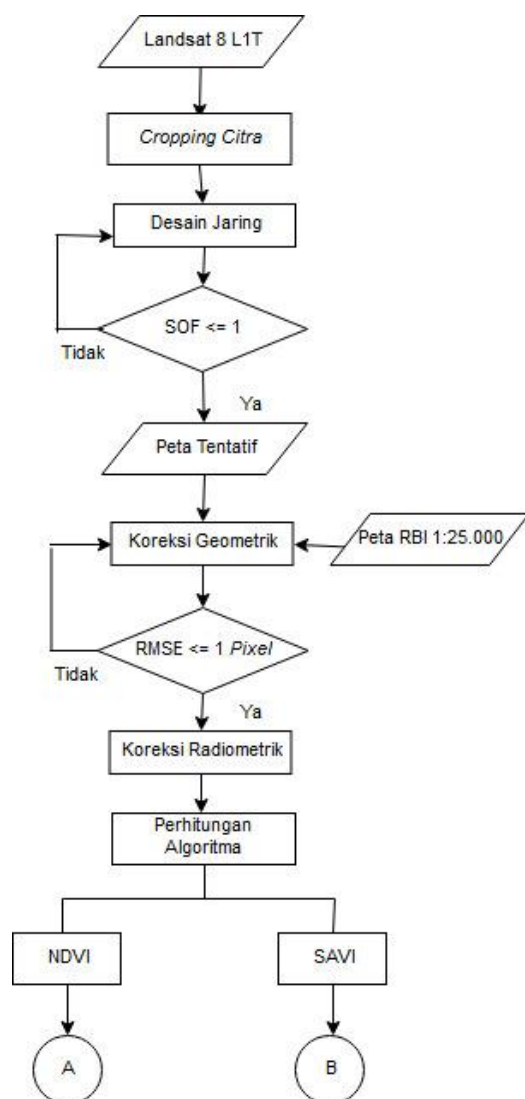 Landsat 8 L1T
Cropping Citra
Desain Jaring
SOF <= 1
Tidak
Ya
Peta Tentatif
Koreksi Geometrik
Peta RBI 1:25.000
RMSE <= 1 Pixel
Tidak
Ya
Koreksi Radiometrik
Perhitungan
Algoritma
NDVI
SAVI
A
B